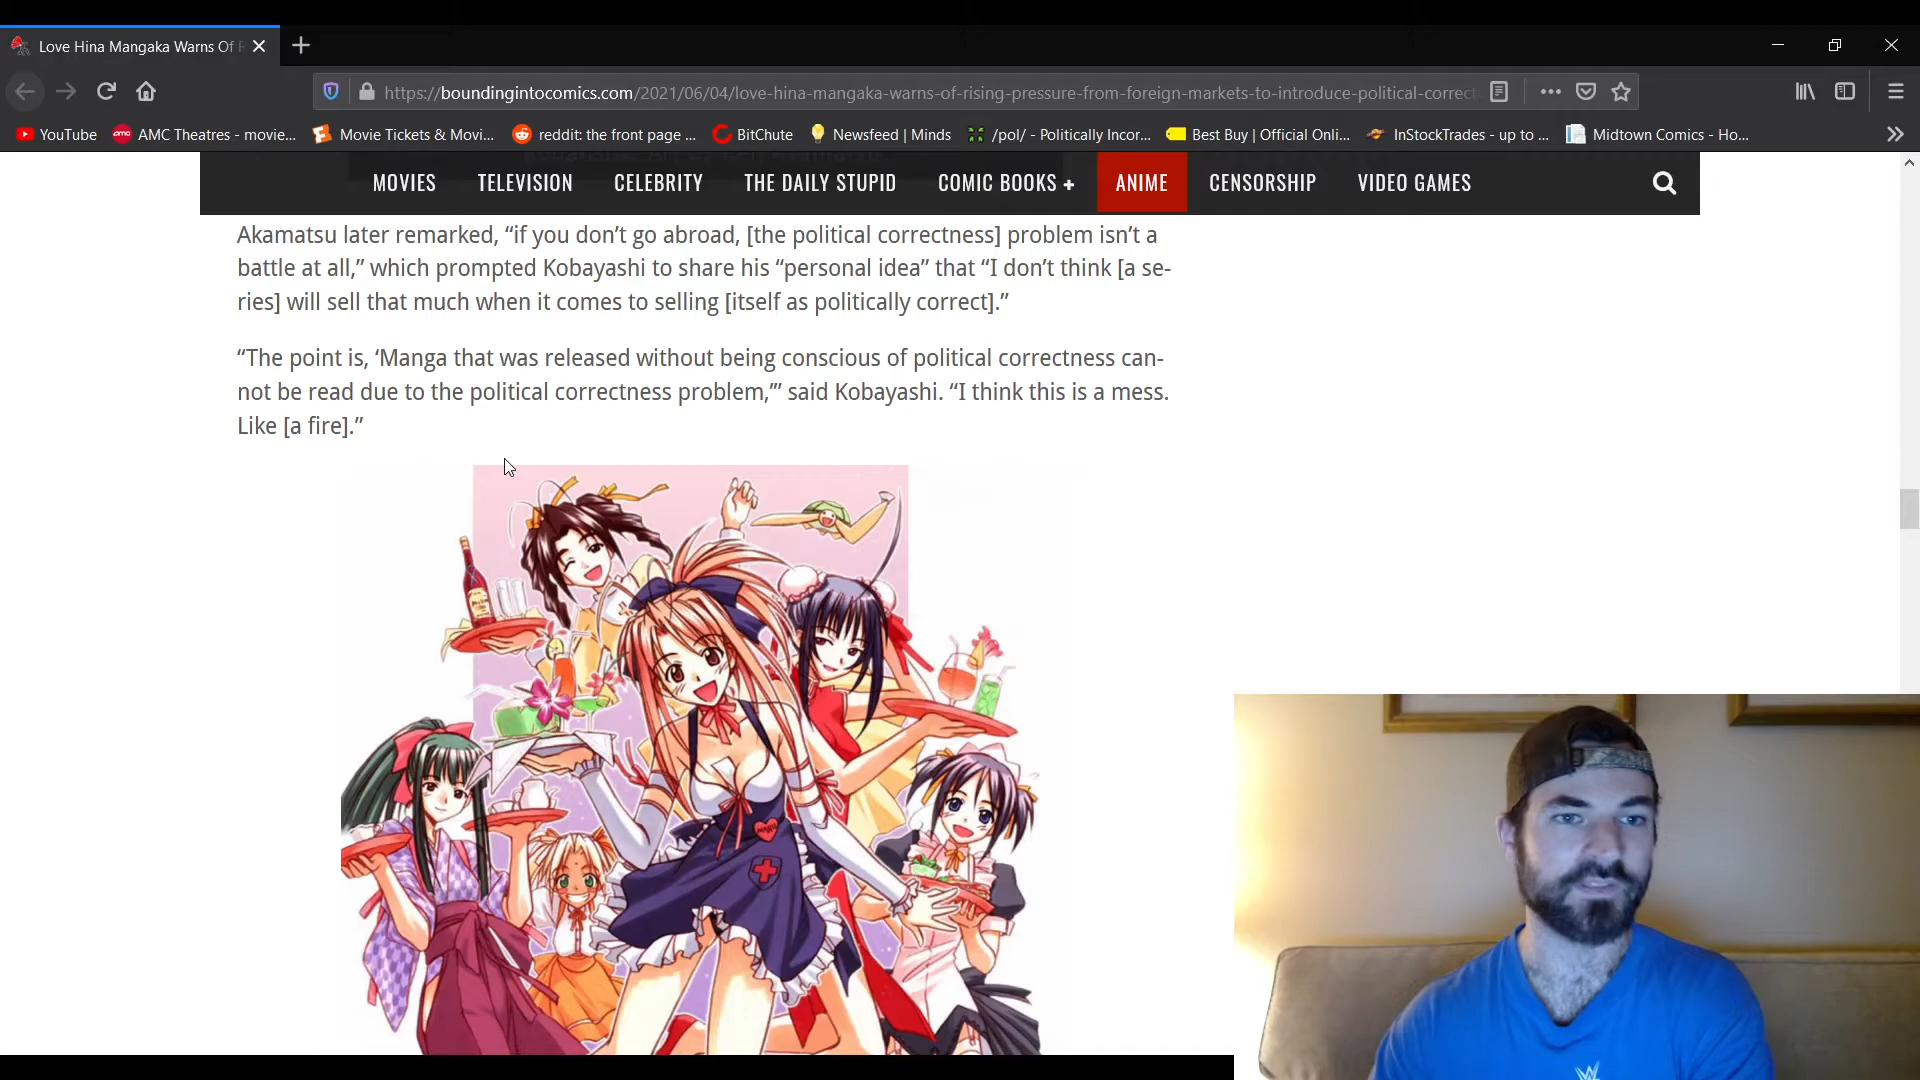 Love Hina Mangaka Warns Of
https://boundingintocomics.com/2021/06/04/love-hina-mangaka-warns-of-rising-pressure-from-foreign-markets-to-introduce-political-correct
YouTube
AMC Theatres - movie...
Movie Tickets & Movi...
reddit: the front page ...
BitChute
Newsfeed | Minds
/pol/ - Politically Incor...
Best Buy | Official Onli...
InStockTrades - up to ...
Midtown Comics - Ho...
MOVIES
TELEVISION
CELEBRITY
THE DAILY STUPID
COMIC BOOKS +
ANIME
CENSORSHIP
VIDEO GAMES
Akamatsu later remarked, “if you don’t go abroad, [the political correctness] problem isn’t a
battle at all,” which prompted Kobayashi to share his “personal idea” that “I don’t think [a se-
ries] will sell that much when it comes to selling [itself as politically correct].”
“The point is, ‘Manga that was released without being conscious of political correctness can-
not be read due to the political correctness problem,’” said Kobayashi. “I think this is a mess.
Like [a fire].”